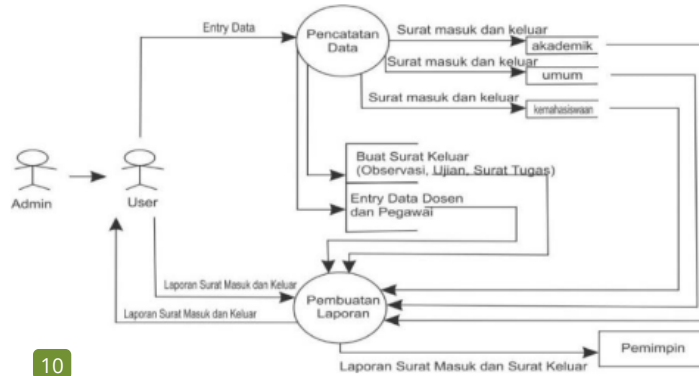 Entry Data
Pencatatan
Data
Surat masuk dan keluar
akademik
Surat masuk dan keluar
umum
Surat masuk dan keluar
kemahasiswaan
Buat Surat Keluar
(Observasi, Ujian, Surat Tugas)
Entry Data Dosen
dan Pegawai
Admin
User
Laporan Surat Masuk dan Keluar
Laporan Surat Masuk dan Keluar
Pembuatan
Laporan
Pemimpin
Laporan Surat Masuk dan Surat Keluar
10